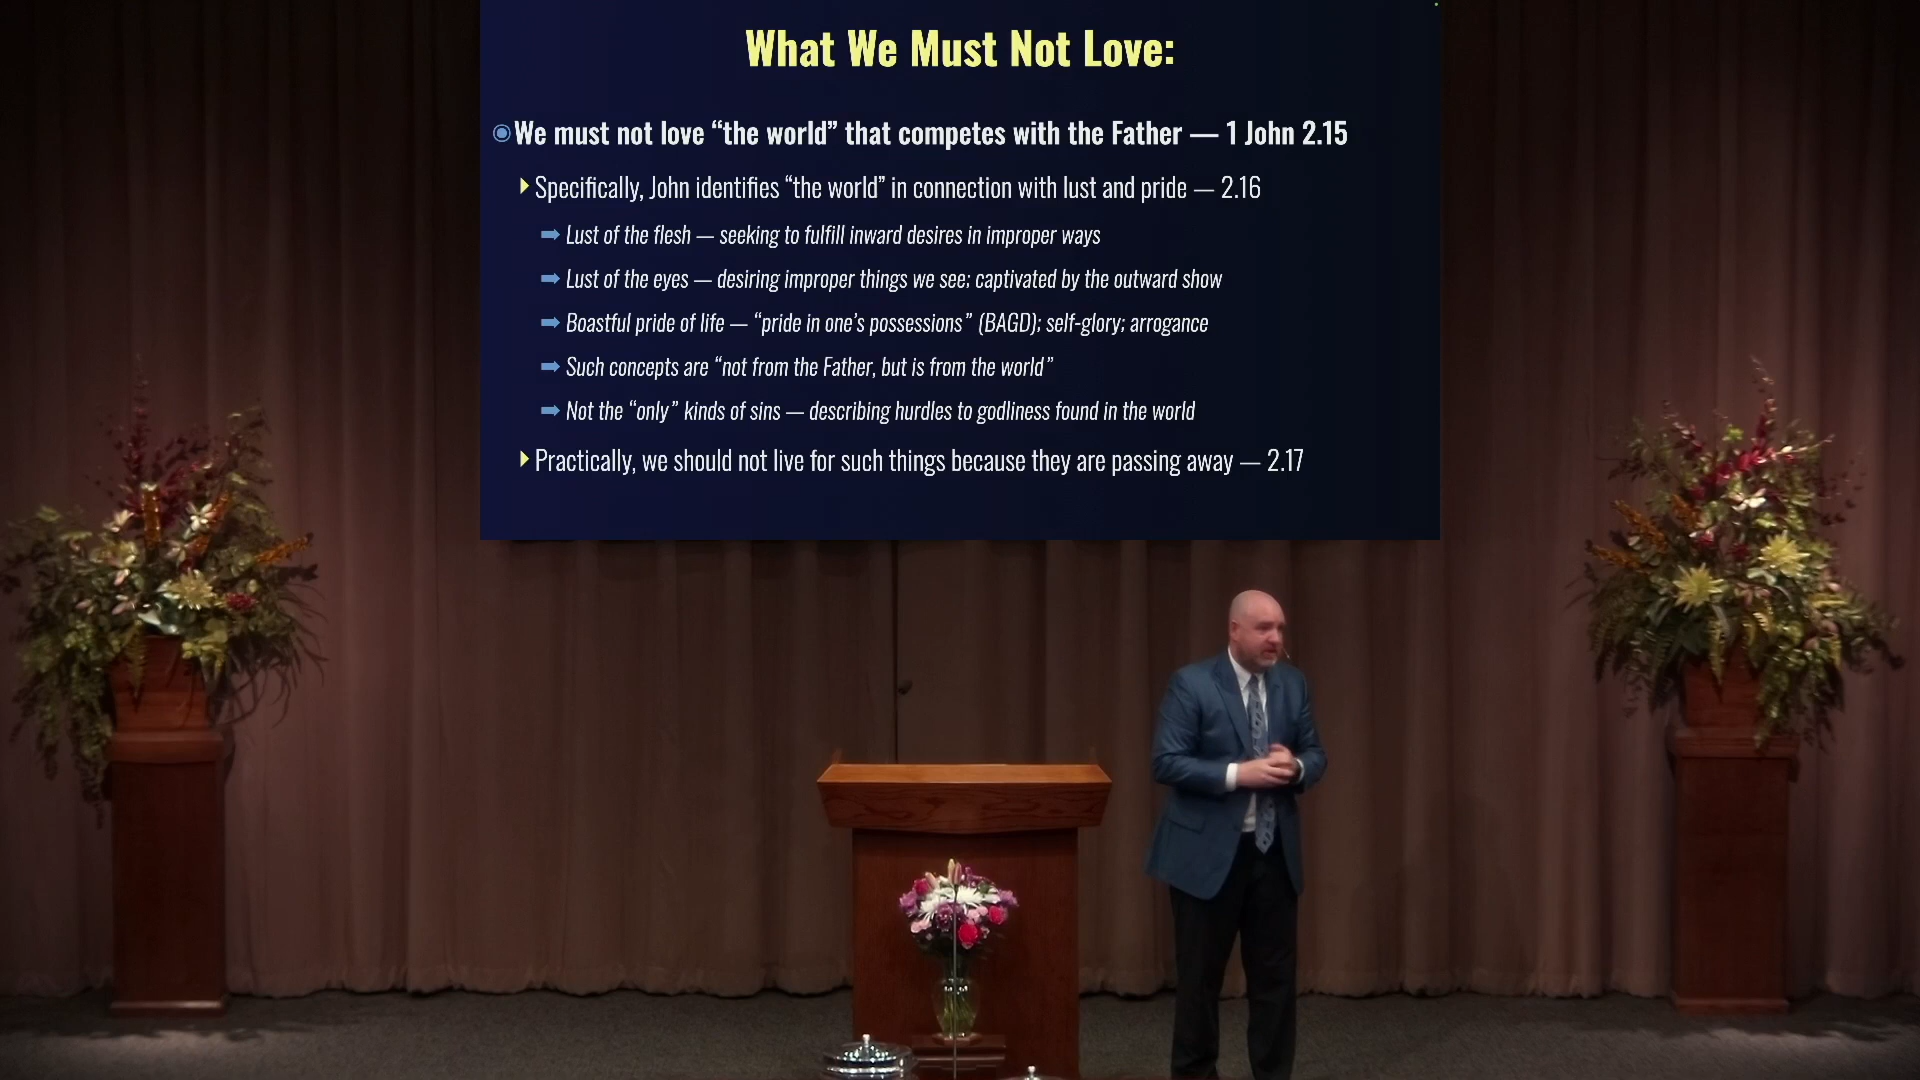 What We Must Not Love:
We must not love “the world” that competes with the Father — 1 John 2.15
Specifically, John identifies “the world” in connection with lust and pride — 2.16
Lust of the flesh — seeking to fulfill inward desires in improper ways
Lust of the eyes — desiring improper things we see; captivated by the outward show
Boastful pride of life — “pride in one’s possessions” (BAGD); self-glory; arrogance
Such concepts are “not from the Father, but is from the world”
Not the “only” kinds of sins — describing hurdles to godliness found in the world
Practically, we should not live for such things because they are passing away — 2.17